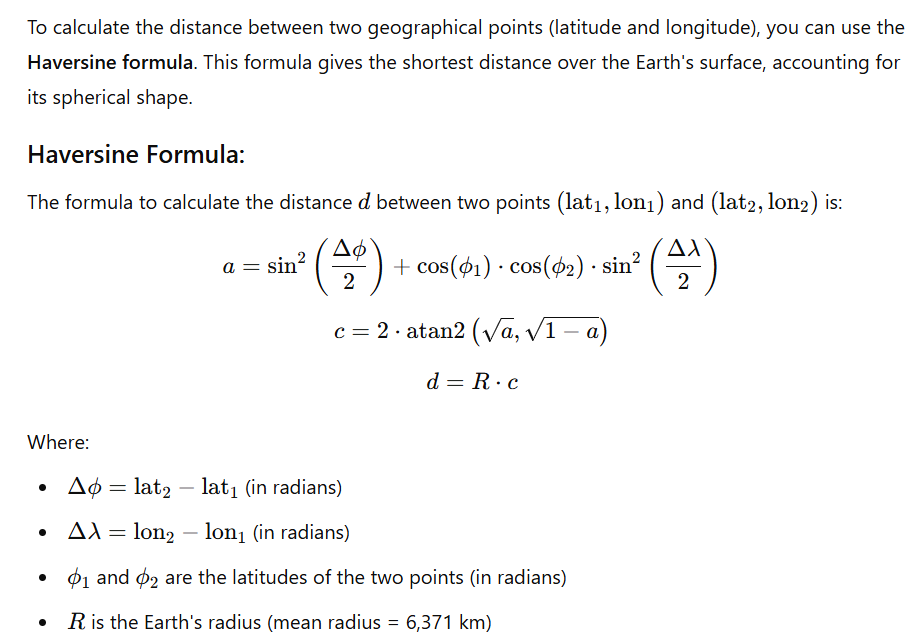 To calculate the distance between two geographical points (latitude and longitude), you can use the
Haversine formula. This formula gives the shortest distance over the Earth's surface, accounting for
its spherical shape.
Haversine Formula:
The formula to calculate the distance d between two points (lat₁, lon₁) and (lat₂, lon₂) is:
a = sin² (Δϕ/2) + cos(ϕ₁) · cos(ϕ₂) · sin² (Δλ/2)
c = 2 · atan2 (√a, √(1 − a))
d = R · c
Where:
• Δϕ = lat₂ − lat₁ (in radians)
• Δλ = lon₂ − lon₁ (in radians)
• ϕ₁ and ϕ₂ are the latitudes of the two points (in radians)
• R is the Earth's radius (mean radius = 6,371 km)